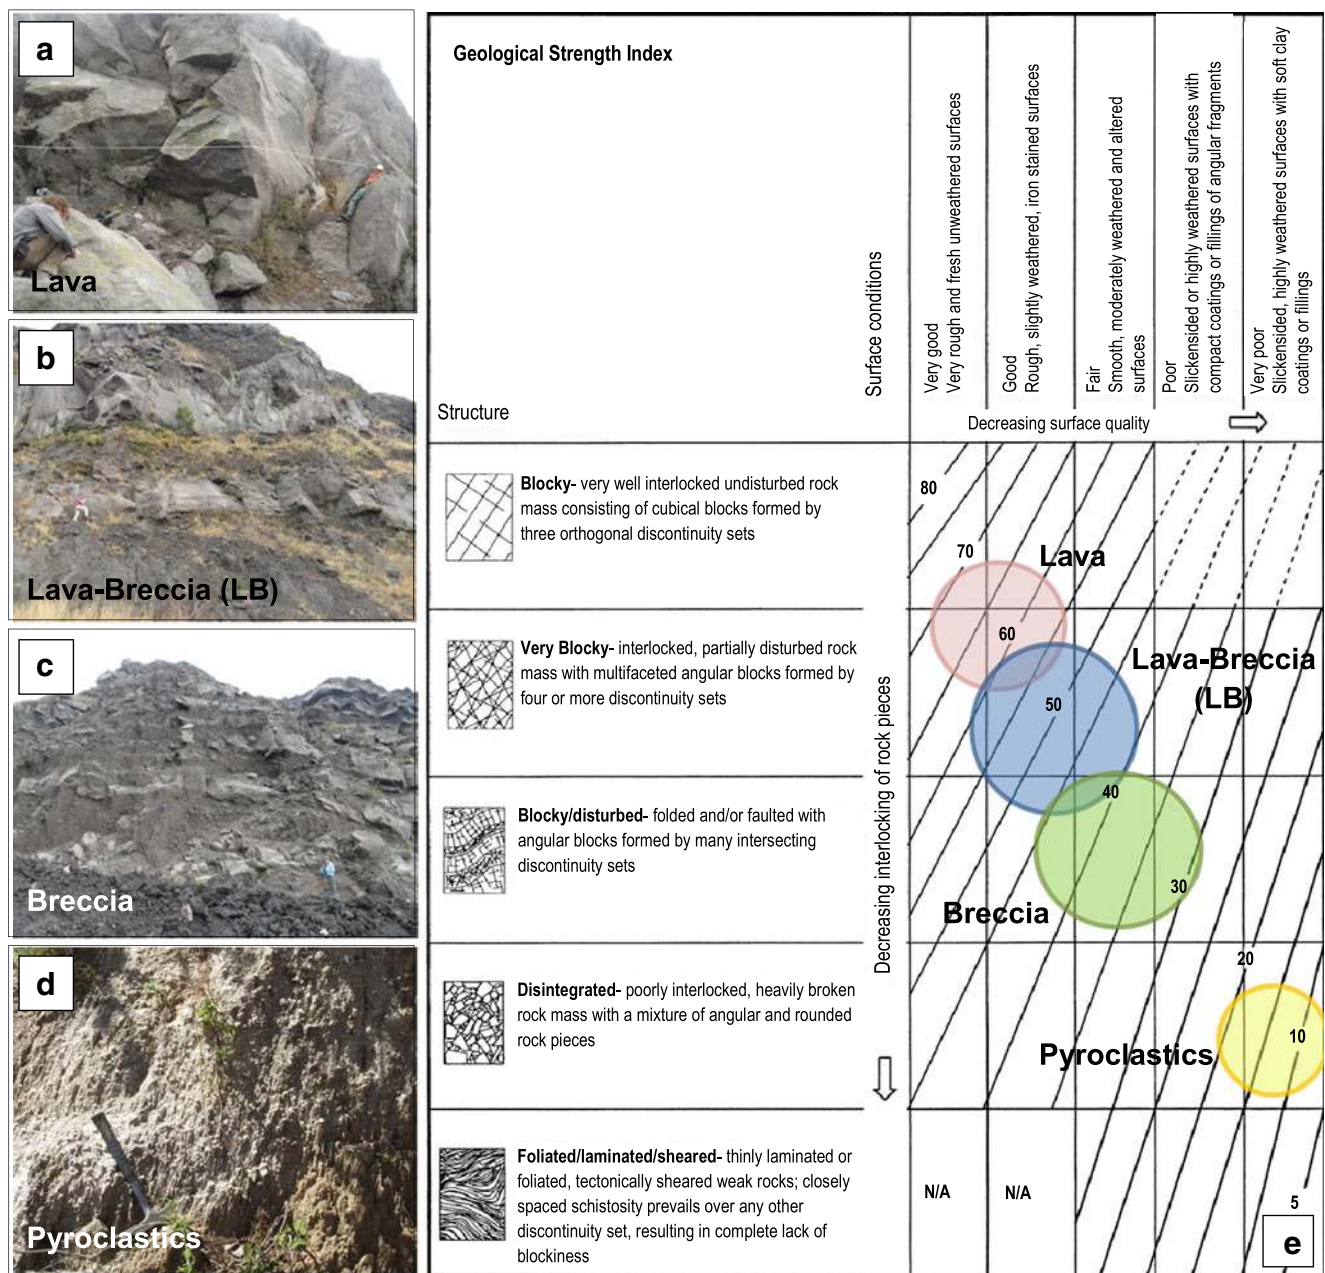 a
Lava
b
Lava-Breccia (LB)
c
Breccia
d
Pyroclastics
Geological Strength Index
Structure
Surface conditions
Very good
Very rough and fresh unweathered surfaces
Good
Rough, slightly weathered, iron stained surfaces
Fair
Smooth, moderately weathered and altered
surfaces
Poor
Slickensided or highly weathered surfaces with
compact coatings or fillings of angular fragments
Very poor
Slickensided, highly weathered surfaces with soft clay
coatings or fillings
Decreasing surface quality
Blocky- very well interlocked undisturbed rock
mass consisting of cubical blocks formed by
three orthogonal discontinuity sets
Very Blocky- interlocked, partially disturbed rock
mass with multifaceted angular blocks formed by
four or more discontinuity sets
Blocky/disturbed- folded and/or faulted with
angular blocks formed by many intersecting
discontinuity sets
Disintegrated- poorly interlocked, heavily broken
rock mass with a mixture of angular and rounded
rock pieces
Foliated/laminated/sheared- thinly laminated or
foliated, tectonically sheared weak rocks; closely
spaced schistosity prevails over any other
discontinuity set, resulting in complete lack of
blockiness
Decreasing interlocking of rock pieces
80
70
Lava
60
Lava-Breccia
(LB)
50
40
30
Breccia
20
10
Pyroclastics
N/A
N/A
5
e